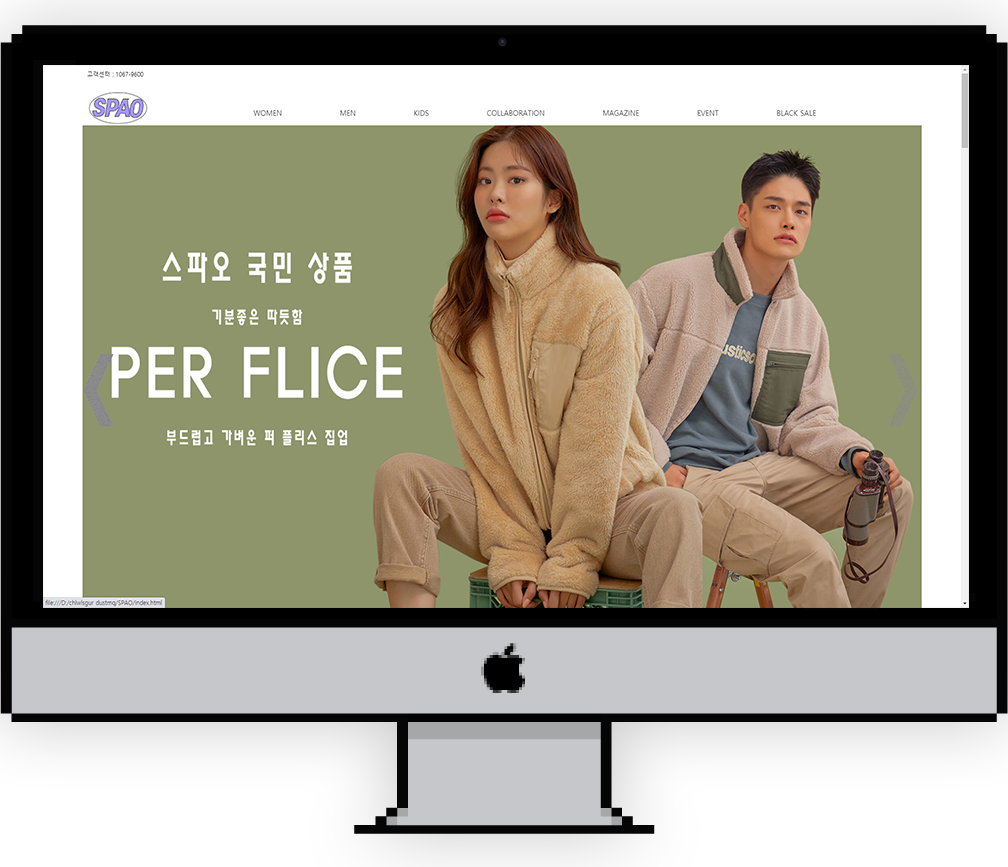 고객센터 : 1067-9600
SPAO
WOMEN MEN KIDS COLLABORATION MAGAZINE EVENT BLACK SALE
스파오 국민 상품
기분좋은 따듯함
PER FLICE
부드럽고 가벼운 퍼 플리스 집업
usticsc
file:///D:/chlwlsgur dustmq/SPAO/index.html